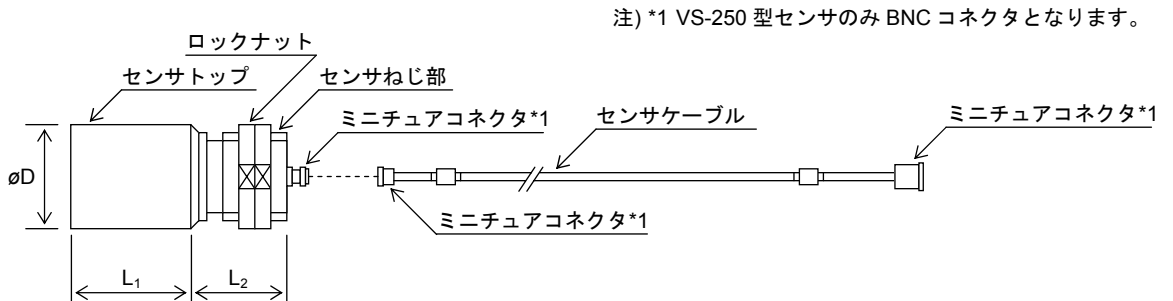 注) *1 VS-250 型センサのみ BNC コネクタとなります。
ロックナット
センサトップ
センサねじ部
ミニチュアコネクタ*1
センサケーブル
ミニチュアコネクタ*1
øD
ミニチュアコネクタ*1
L₁
L₂